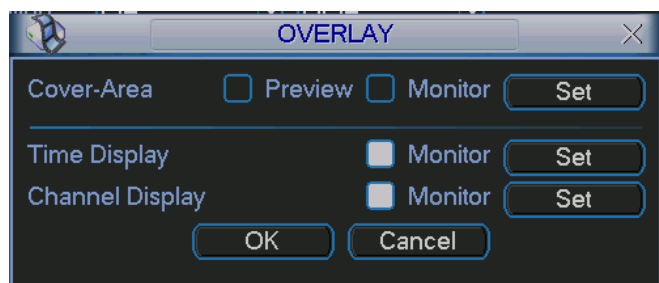 OVERLAY
Cover-Area Preview Monitor Set
Time Display Monitor Set
Channel Display Monitor Set
OK Cancel